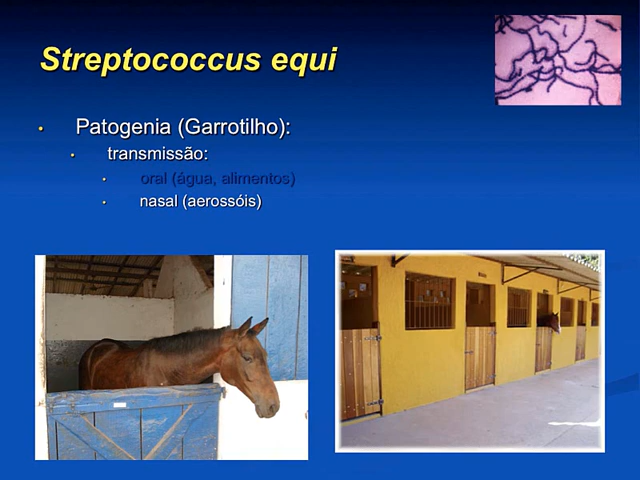 Streptococcus equi
• Patogenia (Garrotilho):
• transmissão:
• oral (água, alimentos)
• nasal (aerossóis)